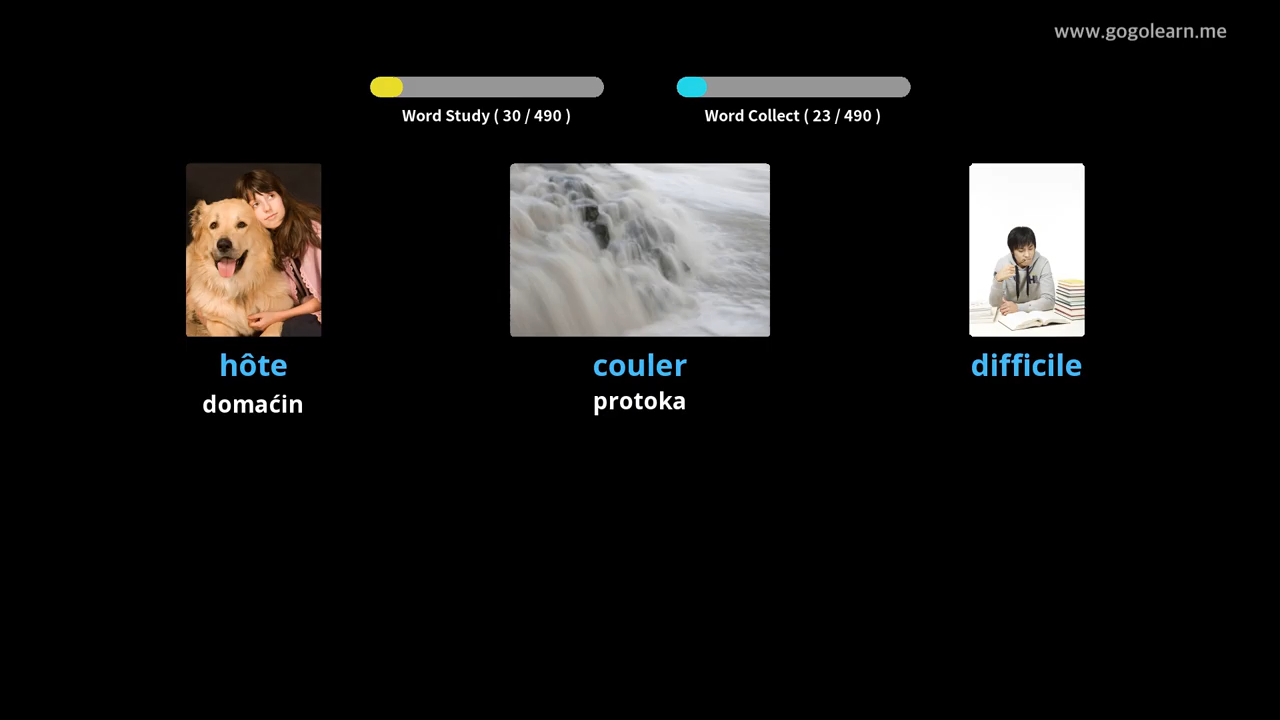 www.gogolearn.me
Word Study ( 30 / 490 )
Word Collect ( 23 / 490 )
hôte
domaćin
couler
protoka
difficile